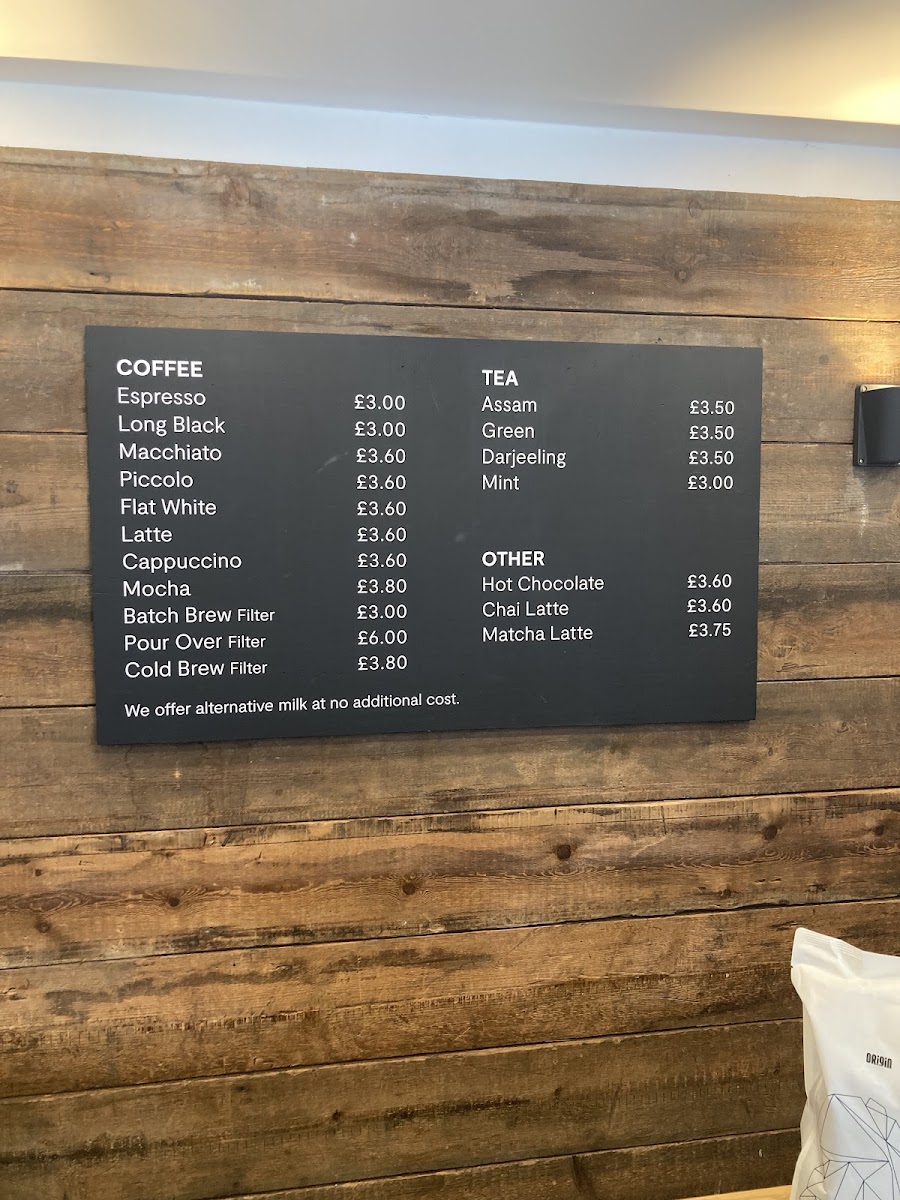 COFFEE
Espresso £3.00
Long Black £3.00
Macchiato £3.60
Piccolo £3.60
Flat White £3.60
Latte £3.60
Cappuccino £3.60
Mocha £3.80
Batch Brew Filter £3.00
Pour Over Filter £6.00
Cold Brew Filter £3.80
We offer alternative milk at no additional cost.
TEA
Assam £3.50
Green £3.50
Darjeeling £3.50
Mint £3.00
OTHER
Hot Chocolate £3.60
Chai Latte £3.60
Matcha Latte £3.75
ORigin